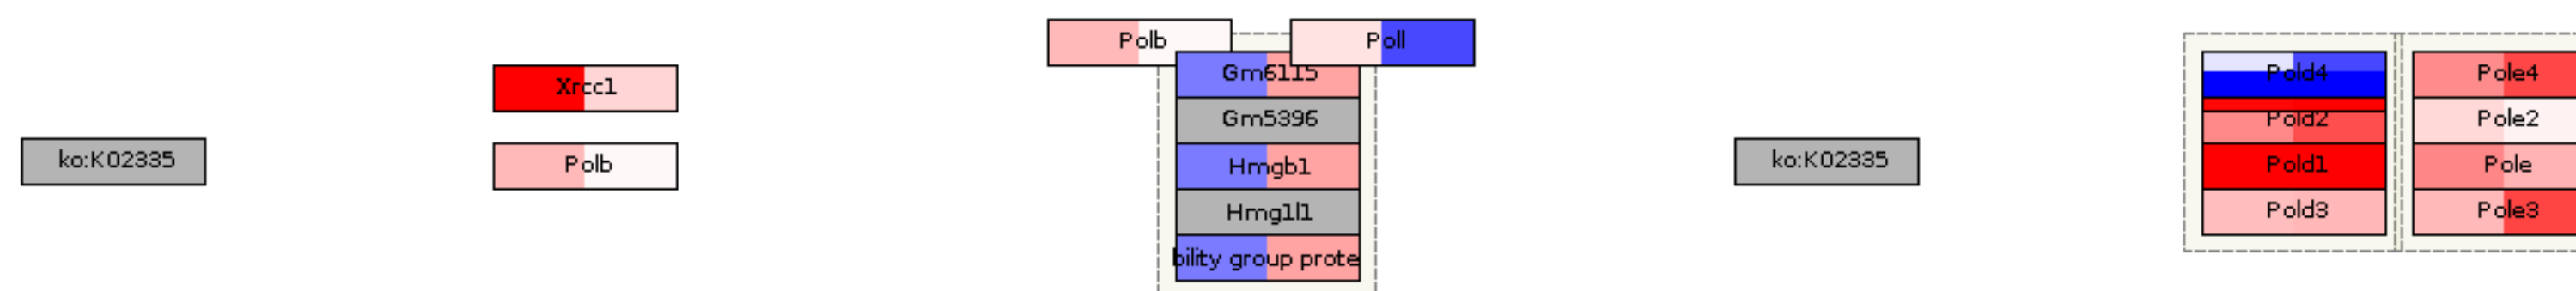 ko:K02335
Xrcc1
Polb
Polb
Poll
Gm6115
Gm5396
Hmgb1
Hmg1l1
bility group prote
ko:K02335
Pold4
Pold2
Pold1
Pold3
Pole4
Pole2
Pole
Pole3